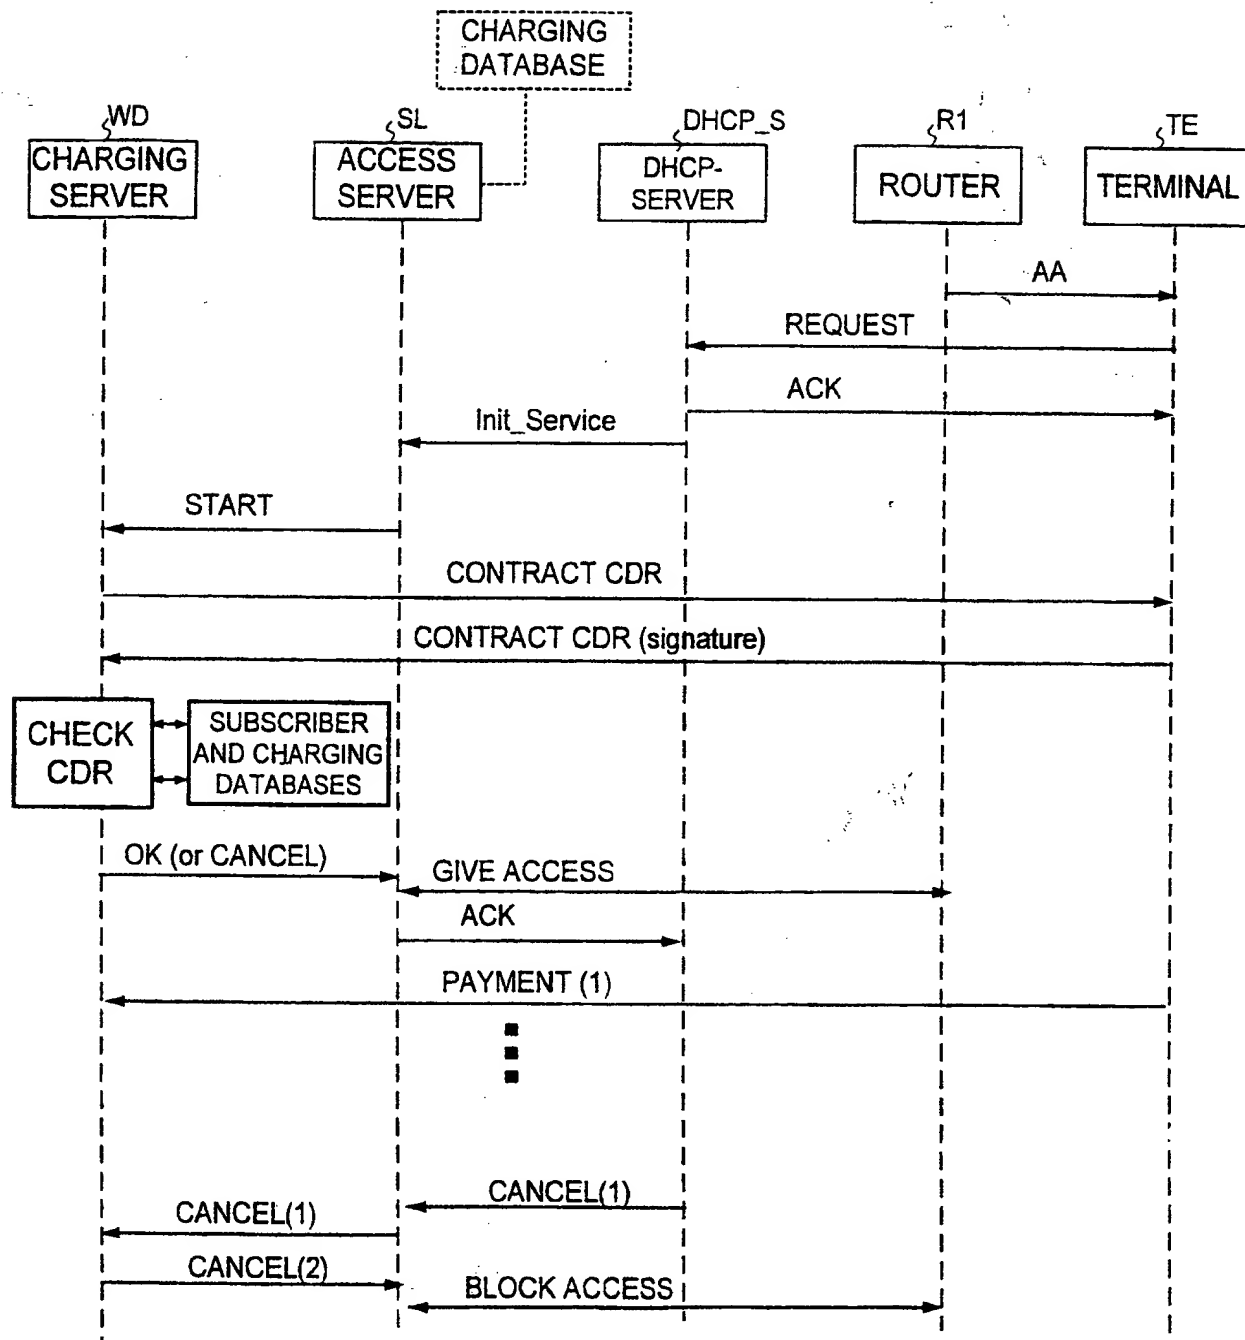 CHARGING
DATABASE
WD
SL
DHCP_S
R1
TE
CHARGING
SERVER
ACCESS
SERVER
DHCP-
SERVER
ROUTER
TERMINAL
AA
REQUEST
ACK
Init_Service
START
CONTRACT CDR
CONTRACT CDR (signature)
CHECK
CDR
SUBSCRIBER
AND CHARGING
DATABASES
OK (or CANCEL)
GIVE ACCESS
ACK
PAYMENT (1)
CANCEL(1)
CANCEL(1)
CANCEL(2)
BLOCK ACCESS